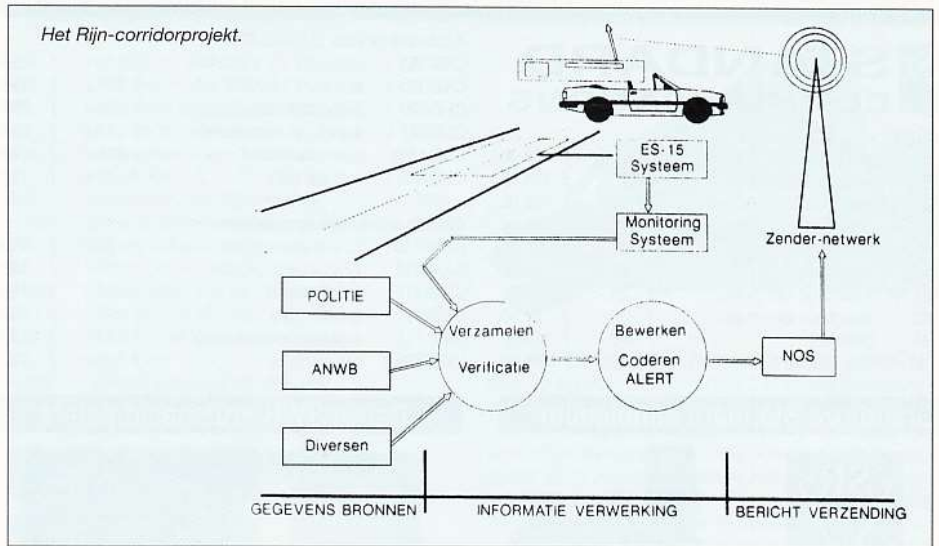 Het Rijn-corridorprojekt.
ES-15
Systeem
Monitoring
Systeem
Zender-netwerk
POLITIE
ANWB
Diversen
Verzamelen
Verificatie
Bewerken
Coderen
ALERT
NOS
GEGEVENS BRONNEN
INFORMATIE VERWERKING
BERICHT VERZENDING